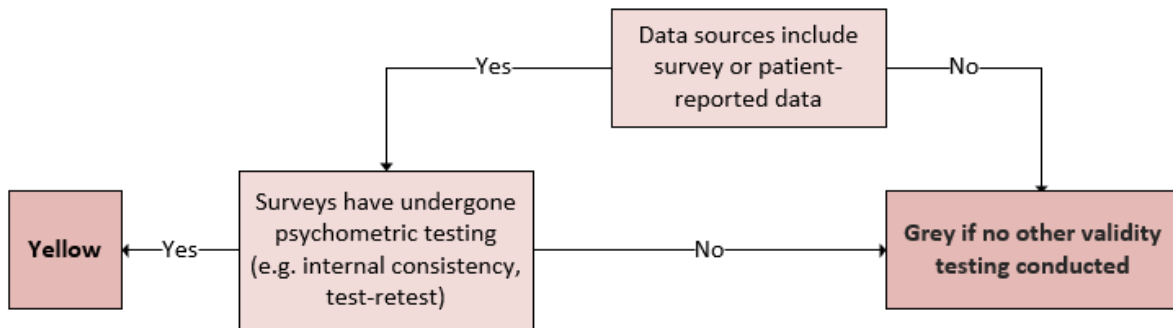 Data sources include
survey or patient-
reported data
Yes
No
Surveys have undergone
psychometric testing
(e.g. internal consistency,
test-retest)
Yellow
Yes
No
Grey if no other validity
testing conducted